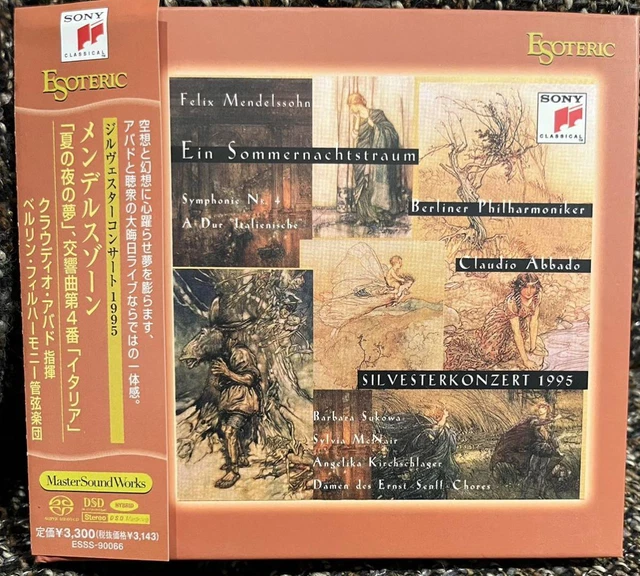 SONY
CLASSICAL
ESOTERIC
空想と幻想に心躍らせ夢を膨らます、
アバドと聴衆の大晦日ライブならではの一体感。
ジルヴェスターコンサート1995
メンデルスゾーン
「夏の夜の夢」、交響曲第4番「イタリア」
クラウディオ・アバド 指揮
ベルリン・フィルハーモニー管弦楽団
MasterSoundWorks
SUPER AUDIO CD
DSD
HYBRID
Stereo
定価¥3,300(税抜価格¥3,143)
ESSS-90066
ESOTERIC
SONY
CLASSICAL
Felix Mendelssohn
Ein Sommernachtstraum
Symphonie Nr. 4
A-Dur "Italienische"
Berliner Philharmoniker
Claudio Abbado
SILVESTERKONZERT 1995
Barbara Sukowa
Sylvia McNair
Angelika Kirchschlager
Damen des Ernst-Senff-Chores